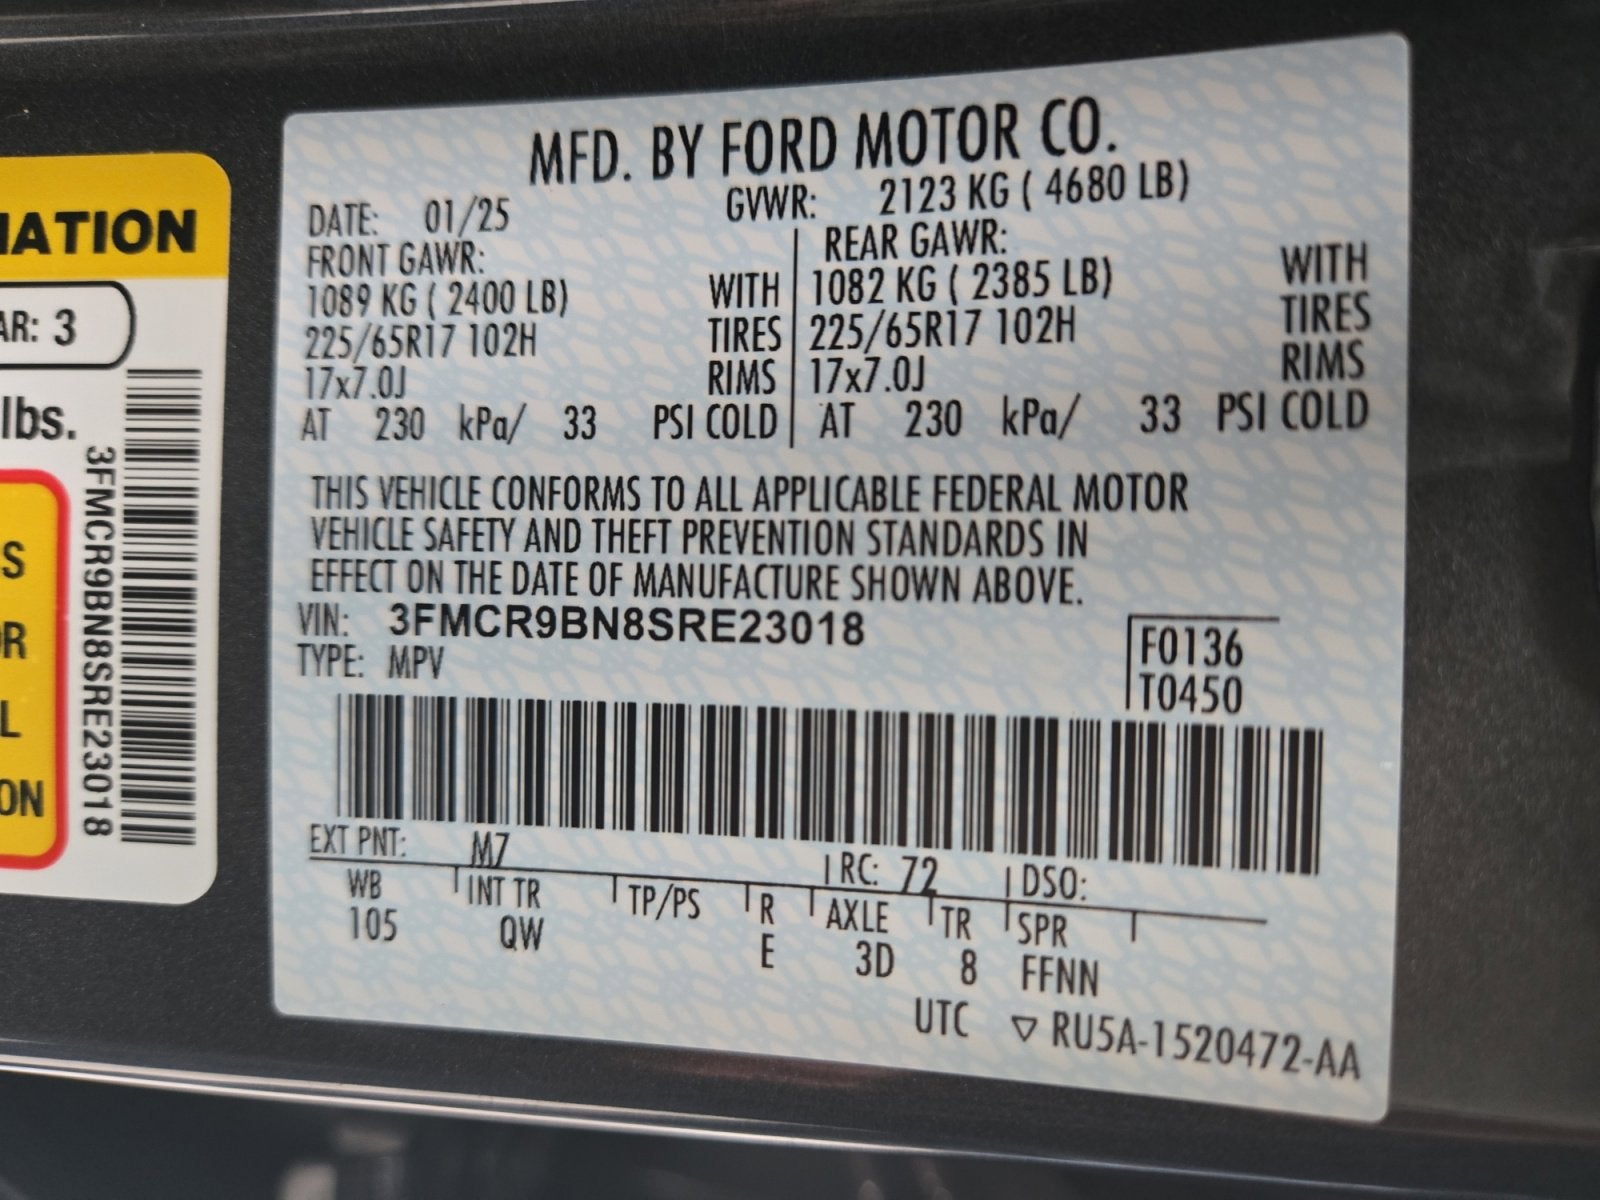 MATION
AR: 3
lbs.
S
OR
L
ON
3FMCR9BN8SRE23018
MFD. BY FORD MOTOR CO.
DATE: 01/25 GVWR: 2123 KG ( 4680 LB)
FRONT GAWR: REAR GAWR:
1089 KG ( 2400 LB) WITH 1082 KG ( 2385 LB) WITH
225/65R17 102H TIRES 225/65R17 102H TIRES
17x7.0J RIMS 17x7.0J RIMS
AT 230 kPa/ 33 PSI COLD AT 230 kPa/ 33 PSI COLD
THIS VEHICLE CONFORMS TO ALL APPLICABLE FEDERAL MOTOR
VEHICLE SAFETY AND THEFT PREVENTION STANDARDS IN
EFFECT ON THE DATE OF MANUFACTURE SHOWN ABOVE.
VIN: 3FMCR9BN8SRE23018
TYPE: MPV
F0136
T0450
EXT PNT: M7 RC: 72 DSO:
WB INT TR TP/PS R AXLE TR SPR
105 QW E 3D 8 FFNN
UTC ▽ RU5A-1520472-AA